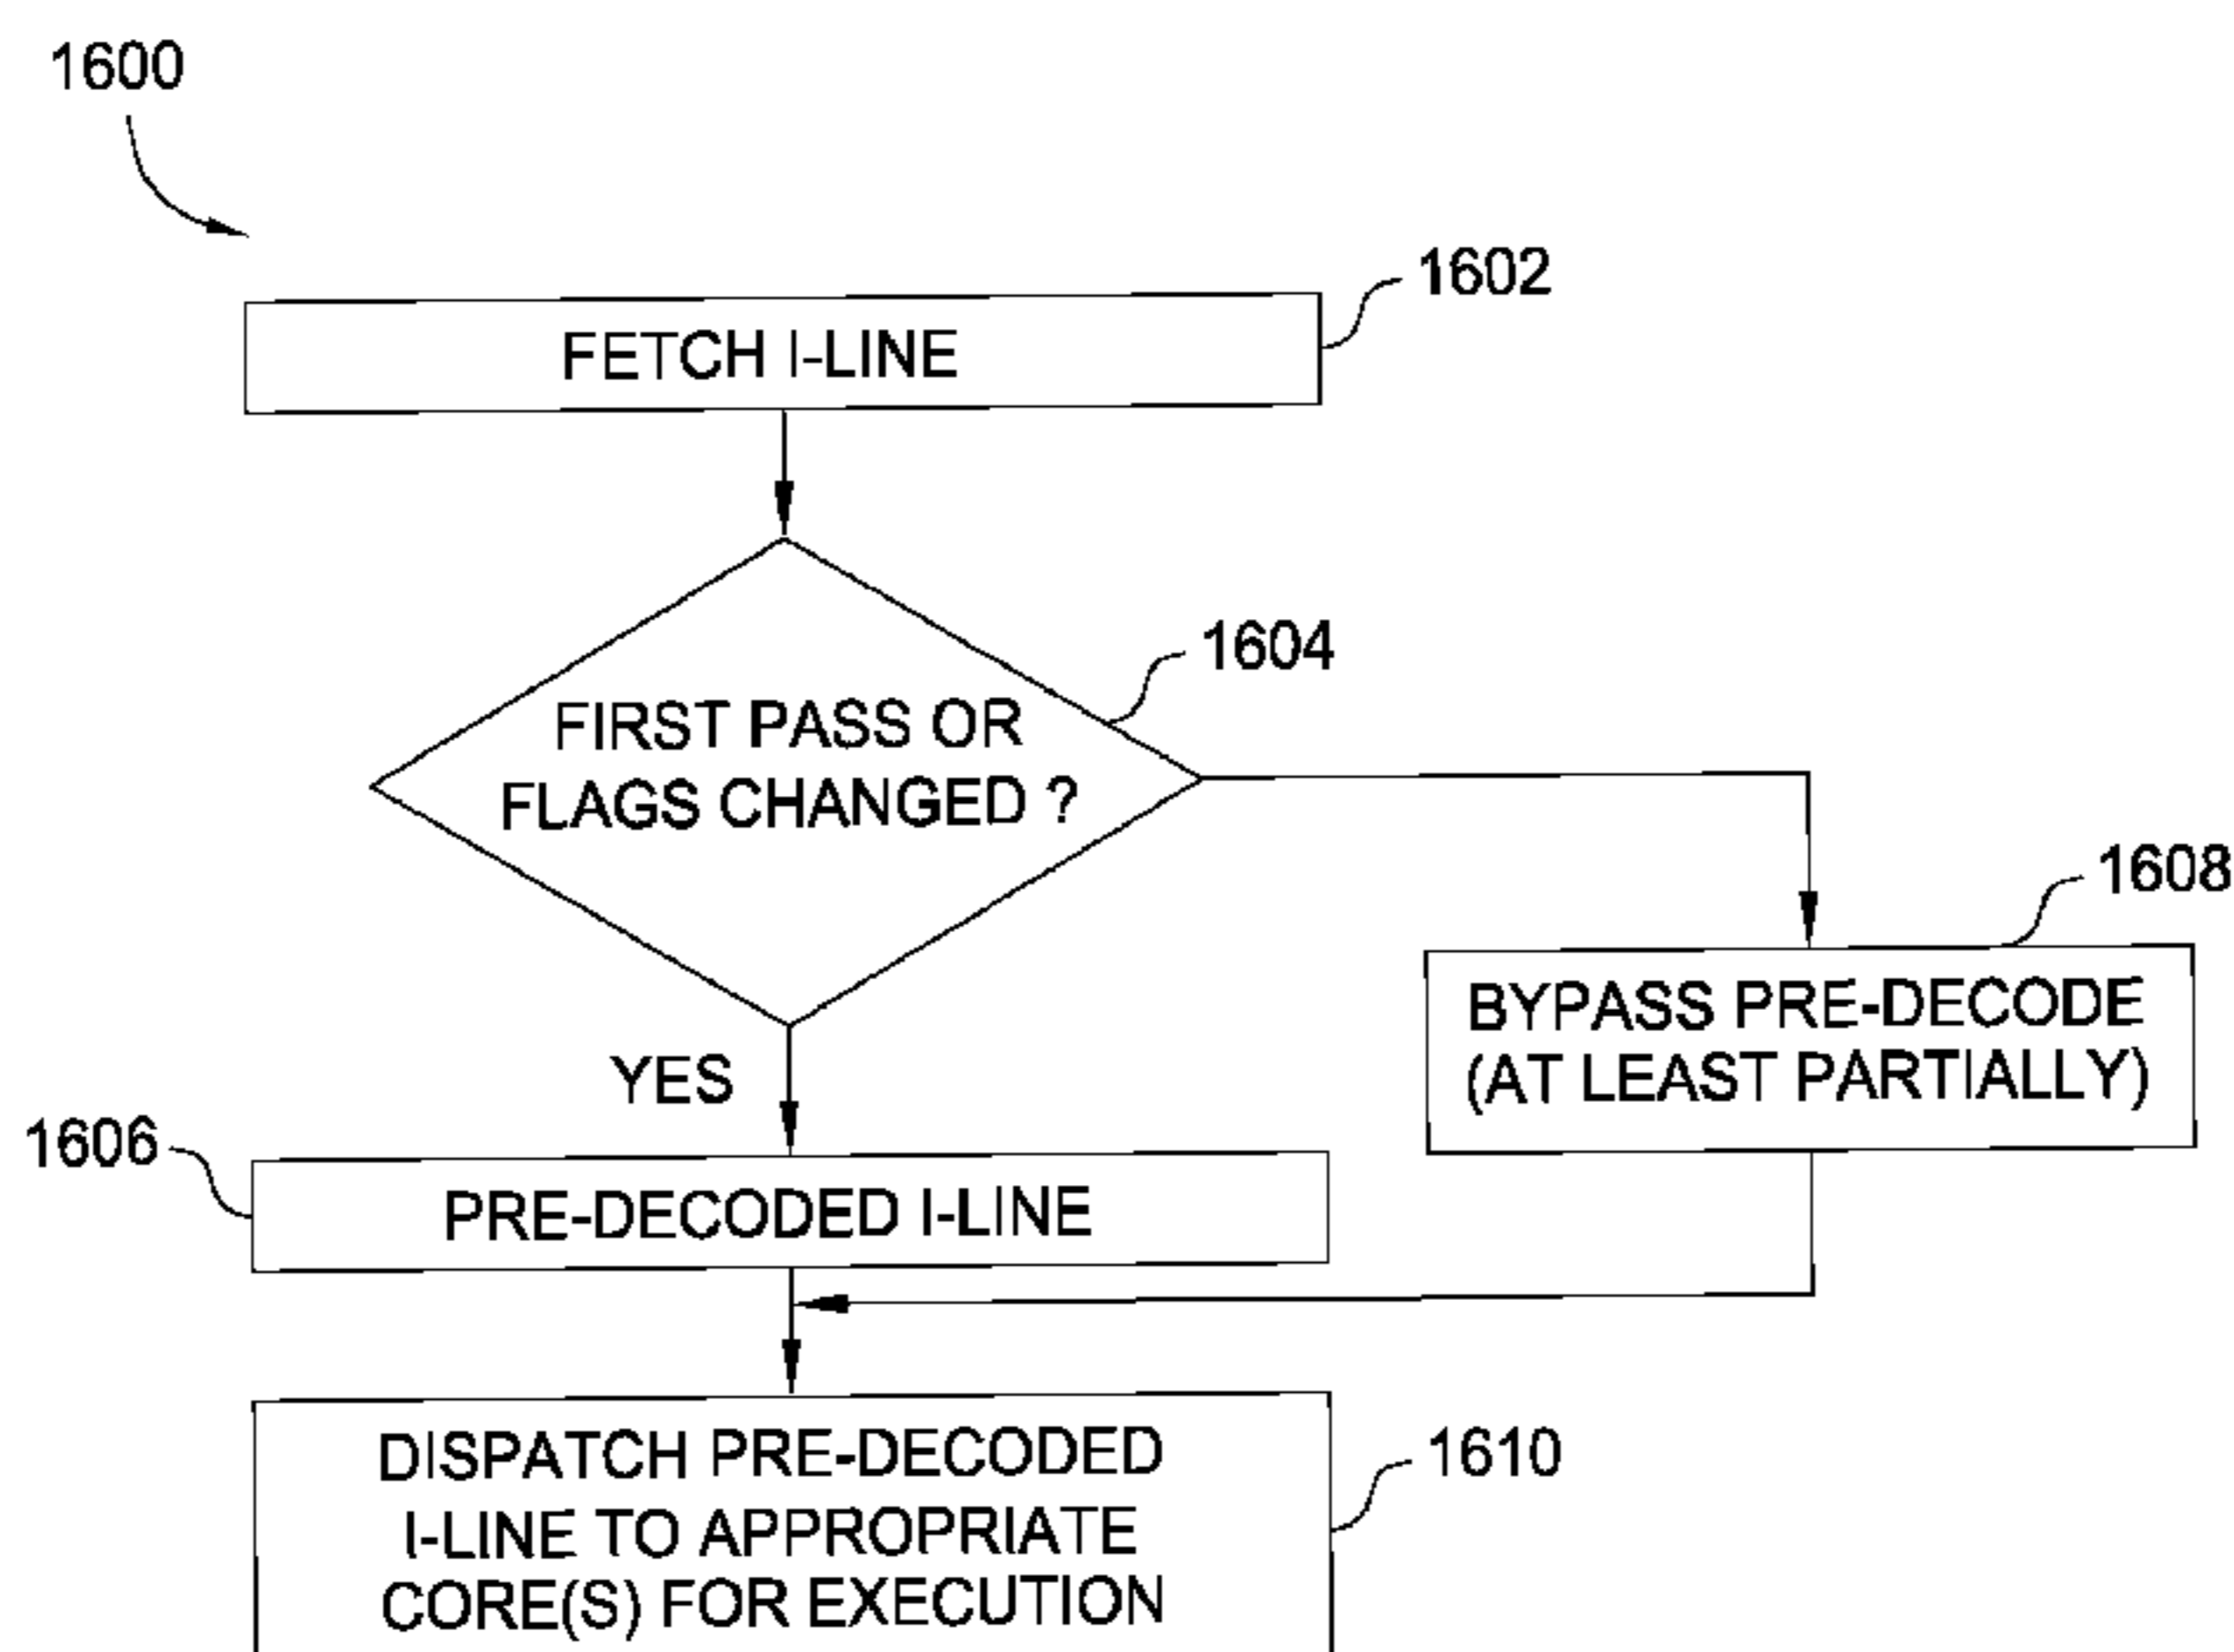 1600
1602
FETCH I-LINE
1604
FIRST PASS OR
FLAGS CHANGED ?
1608
BYPASS PRE-DECODE
(AT LEAST PARTIALLY)
YES
1606
PRE-DECODED I-LINE
1610
DISPATCH PRE-DECODED
I-LINE TO APPROPRIATE
CORE(S) FOR EXECUTION